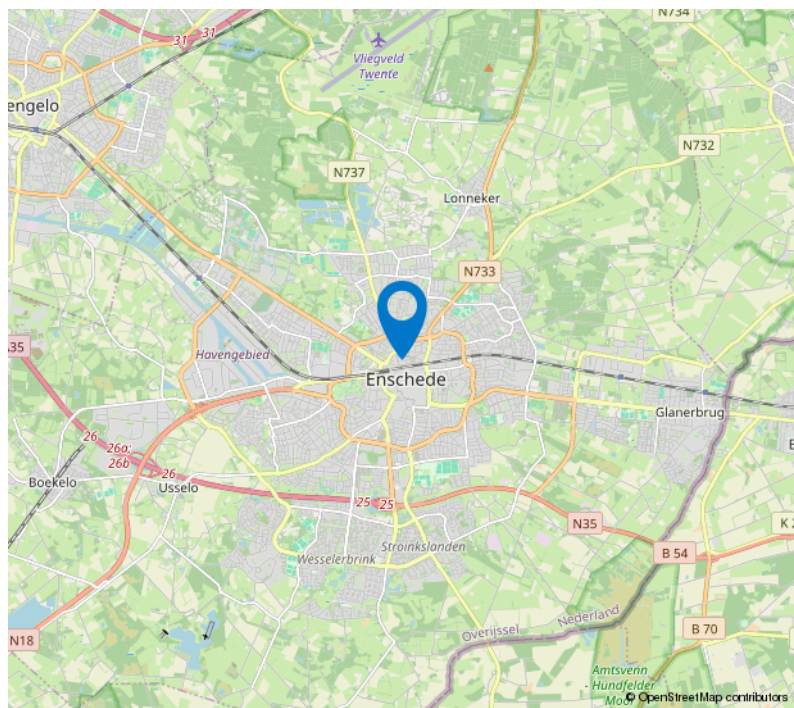 N734
31
31
Vliegveld
Twente
engelo
N732
N737
Lonneker
N733
A35
Havengebied
Enschede
Glanerbrug
26
26a;
26b
26
Boekelo
Usselo
25
25
N35
K 2
B 54
Stroinkslanden
Wesselerbrink
Nederland
Overijssel
N18
B 70
Amtsvenn
- Hundfelder
Moor
© OpenStreetMap contributors